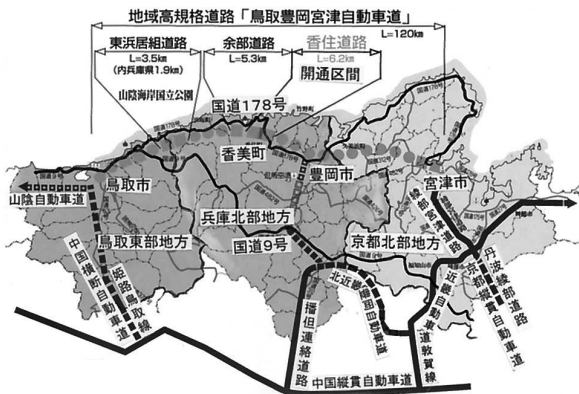 地域高規格道路「鳥取豊岡宮津自動車道」
L=120km
東浜居組道路
L=3.5km
(内兵庫県1.9km)
余部道路
L=5.3km
香住道路
L=6.2km
開通区間
山陰海岸国立公園
国道178号
香美町
豊岡市
宮津市
鳥取市
山陰自動車道
鳥取東部地方
兵庫北部地方
国道9号
京都北部地方
綾部宮津道路
中国横断自動車道
姫路鳥取線
播但連絡道路
北近畿豊岡自動車道
近畿自動車道敦賀線
京都縦貫自動車道
丹波綾部道路
中国縦貫自動車道